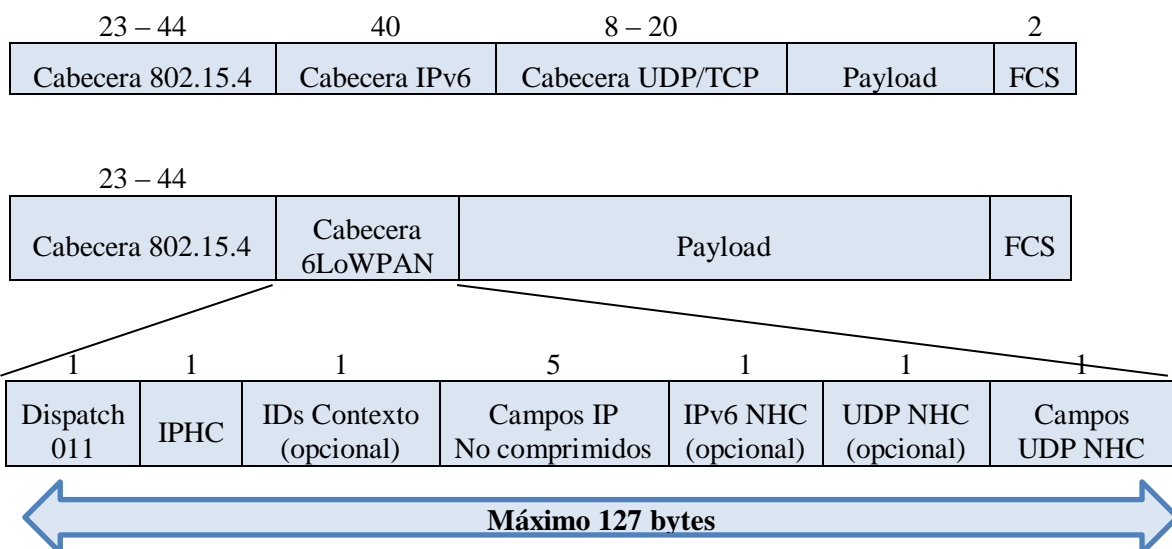 23 – 44 40 8 – 20 2
Cabecera 802.15.4 Cabecera IPv6 Cabecera UDP/TCP Payload FCS
23 – 44
Cabecera 802.15.4 Cabecera 6LoWPAN Payload FCS
1 1 1 5 1 1 1
Dispatch 011 IPHC IDs Contexto (opcional) Campos IP No comprimidos IPv6 NHC (opcional) UDP NHC (opcional) Campos UDP NHC
Máximo 127 bytes